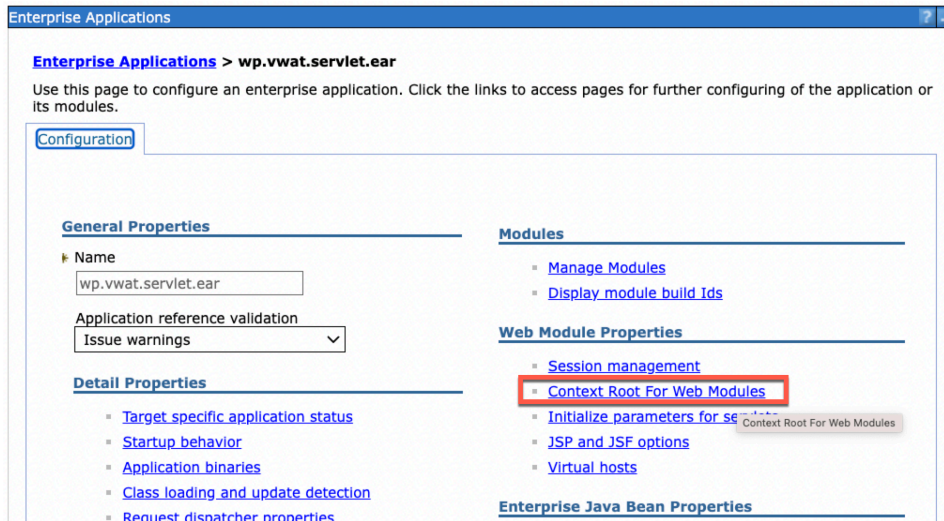 Enterprise Applications
?
Enterprise Applications > wp.vwat.servlet.ear
Use this page to configure an enterprise application. Click the links to access pages for further configuring of the application or
its modules.
Configuration
General Properties
Name
wp.vwat.servlet.ear
Application reference validation
Issue warnings
Detail Properties
Target specific application status
Startup behavior
Application binaries
Class loading and update detection
Request dispatcher properties
Modules
Manage Modules
Display module build Ids
Web Module Properties
Session management
Context Root For Web Modules
Initialize parameters for servlets
Context Root For Web Modules
JSP and JSF options
Virtual hosts
Enterprise Java Bean Properties